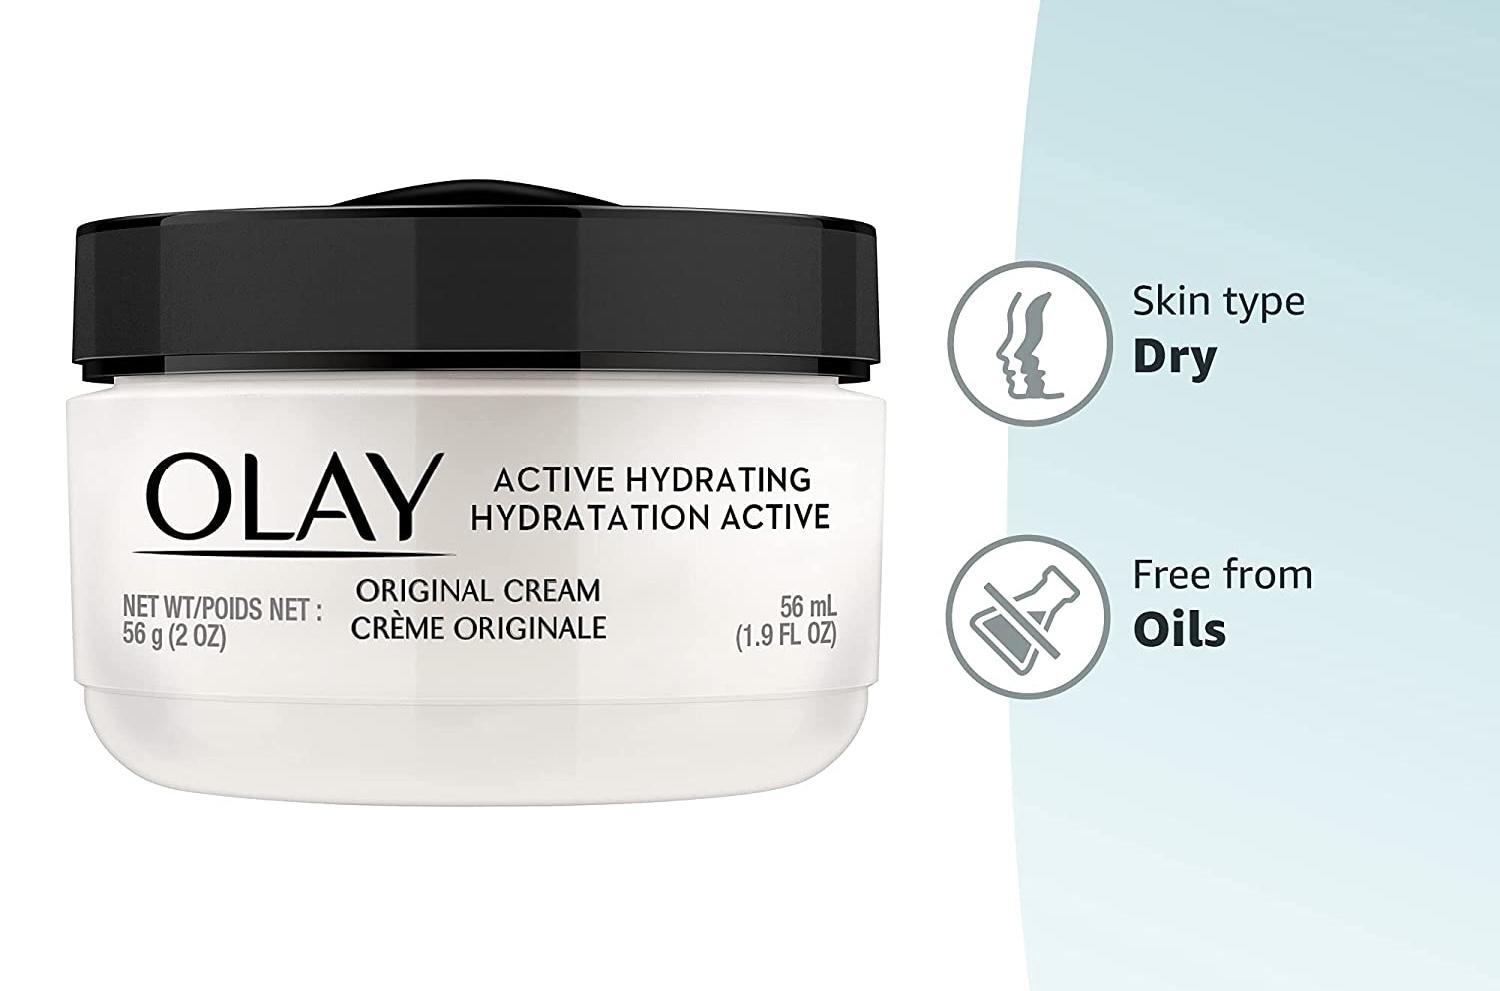 OLAY
ACTIVE HYDRATING
HYDRATATION ACTIVE
ORIGINAL CREAM
CRÈME ORIGINALE
NET WT/POIDS NET :
56 g (2 OZ)
56 mL
(1.9 FL OZ)
Skin type
Dry
Free from
Oils